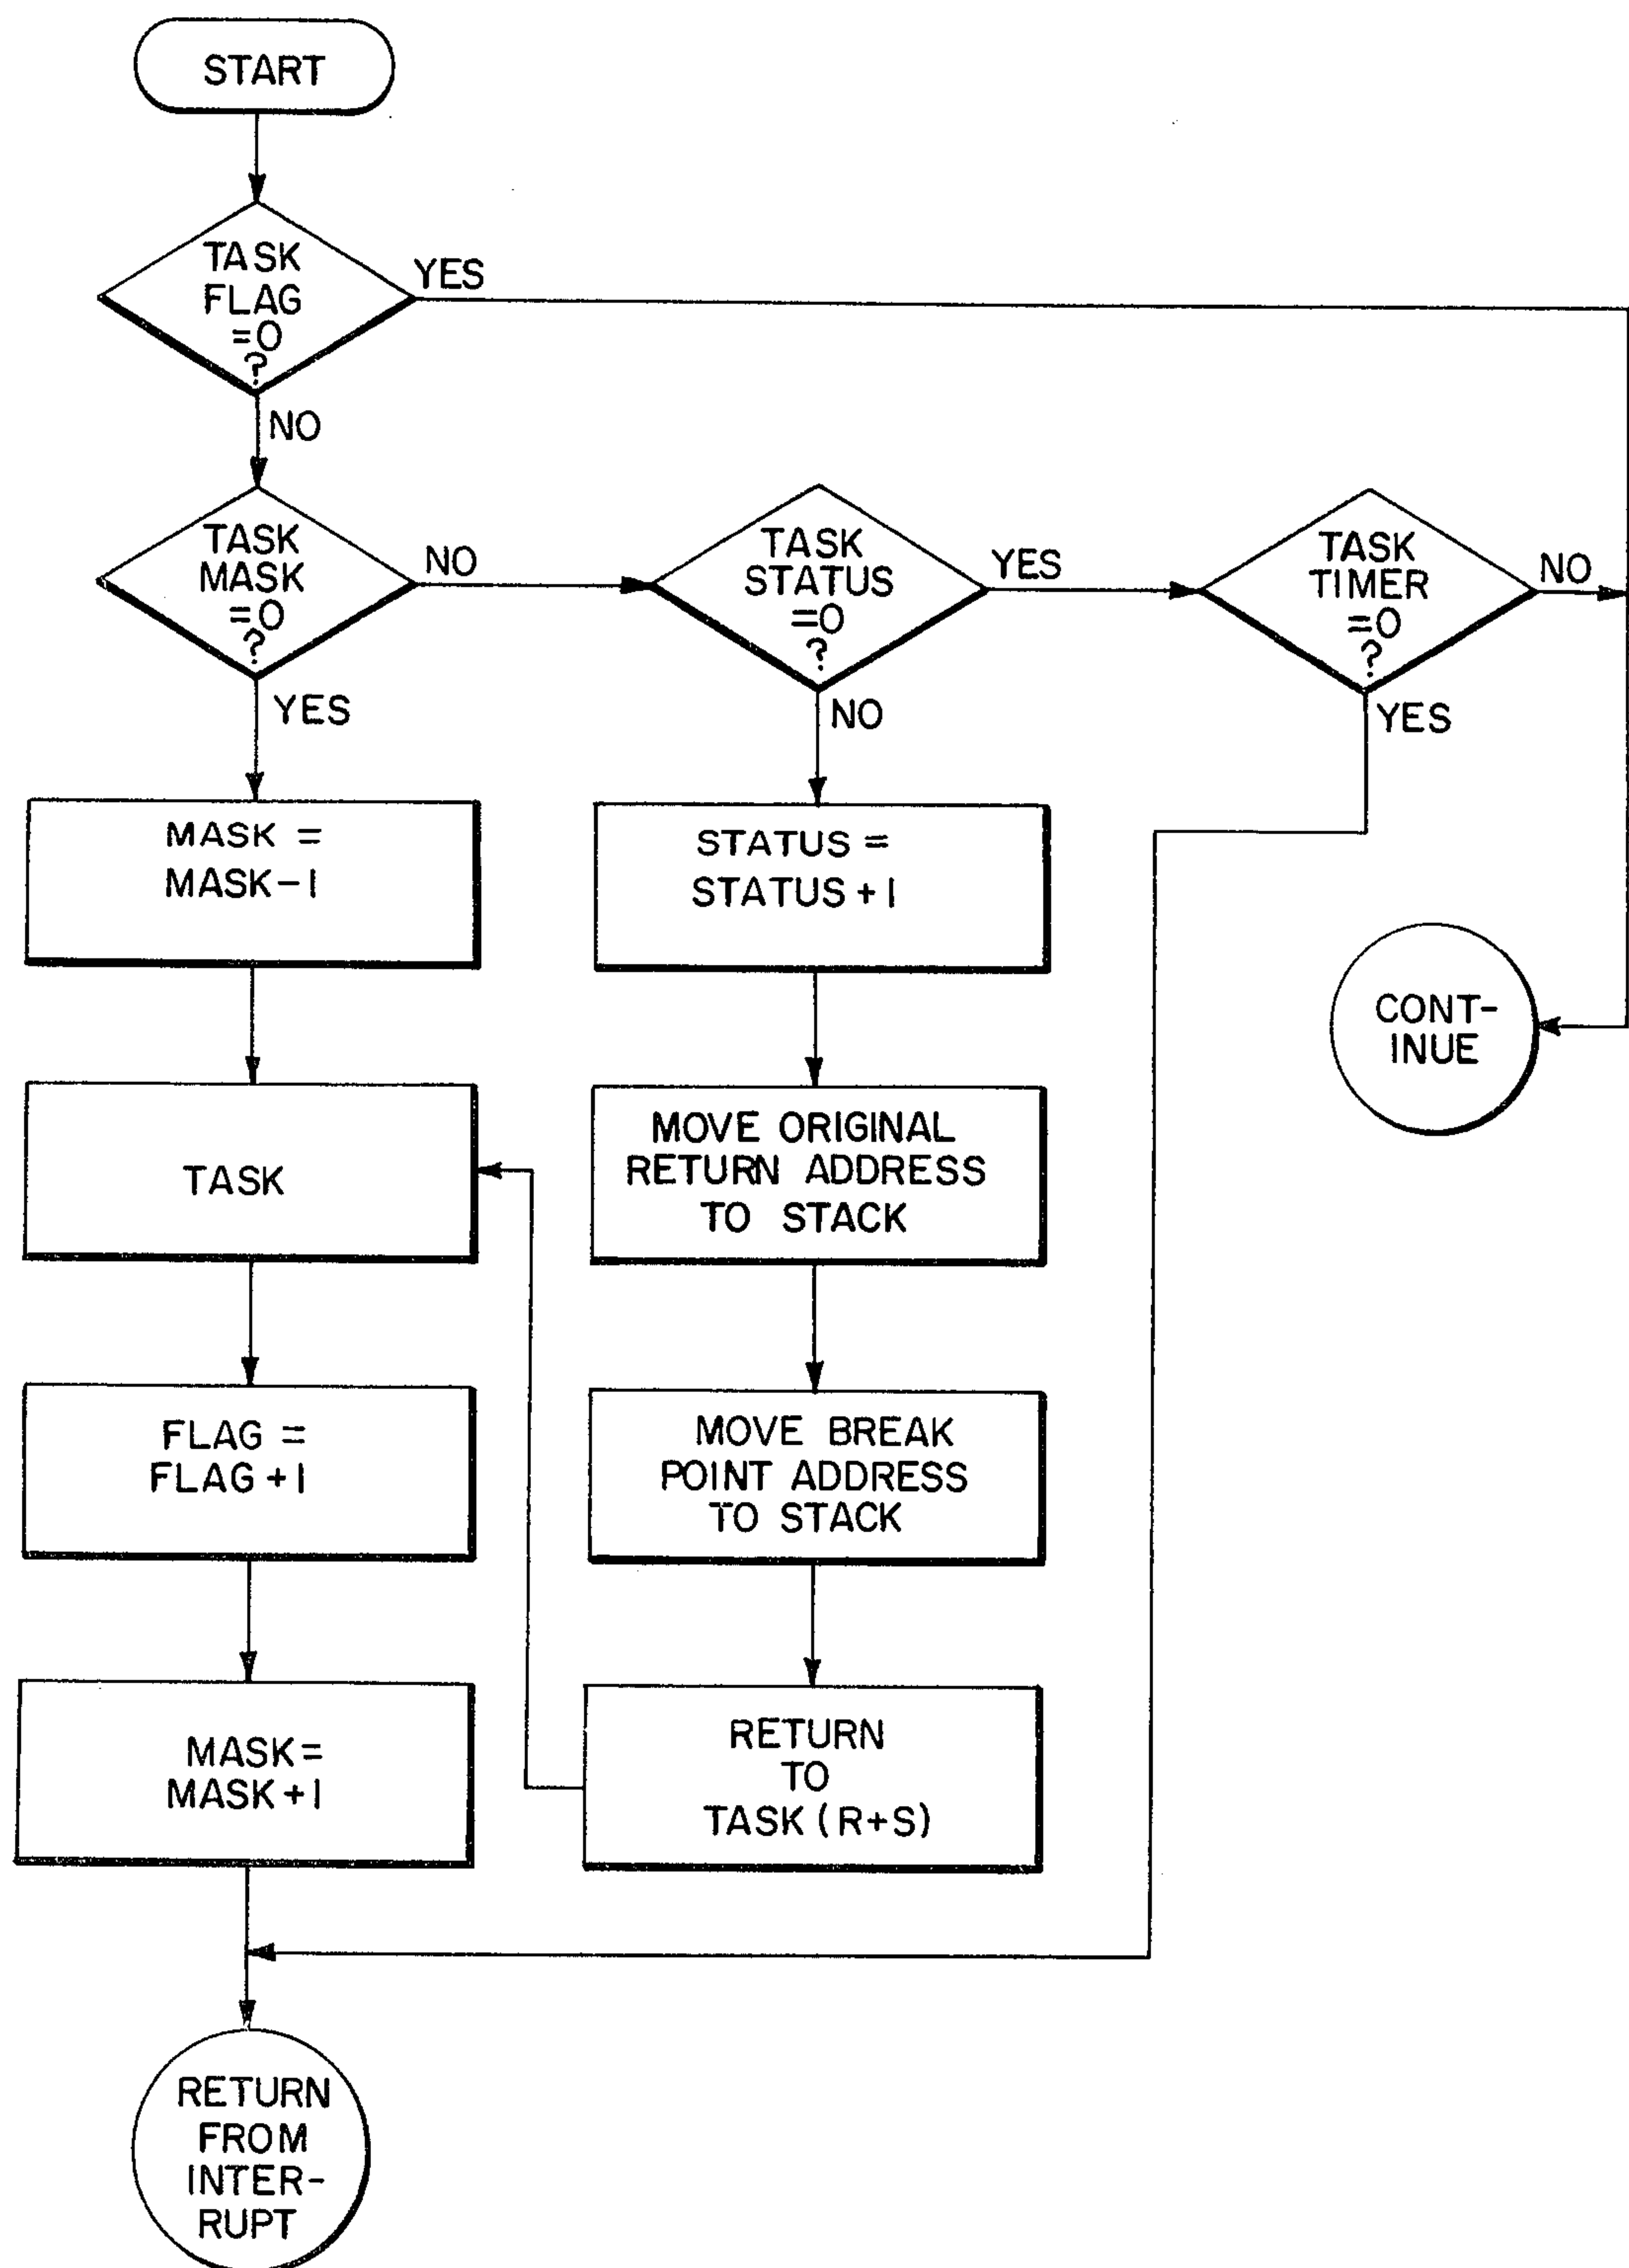 START
TASK
FLAG
=0
?
YES
NO
TASK
MASK
=0
?
NO
YES
TASK
STATUS
=0
?
YES
NO
TASK
TIMER
=0
?
NO
YES
MASK =
MASK-1
STATUS =
STATUS +1
CONT-
INUE
TASK
MOVE ORIGINAL
RETURN ADDRESS
TO STACK
FLAG =
FLAG +1
MOVE BREAK
POINT ADDRESS
TO STACK
MASK=
MASK+1
RETURN
TO
TASK (R+S)
RETURN
FROM
INTER-
RUPT